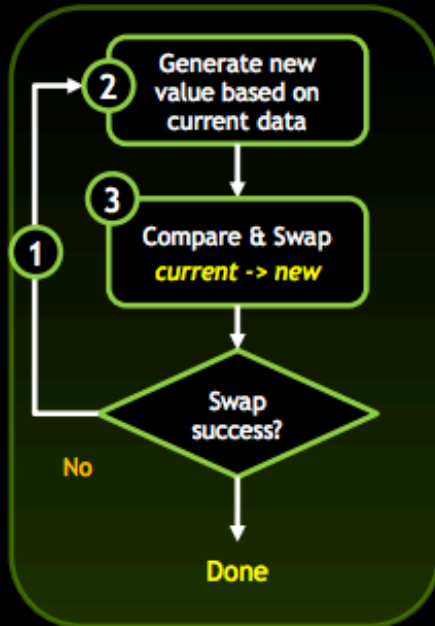 2
Generate new
value based on
current data
3
Compare & Swap
current -> new
1
Swap
success?
No
Done